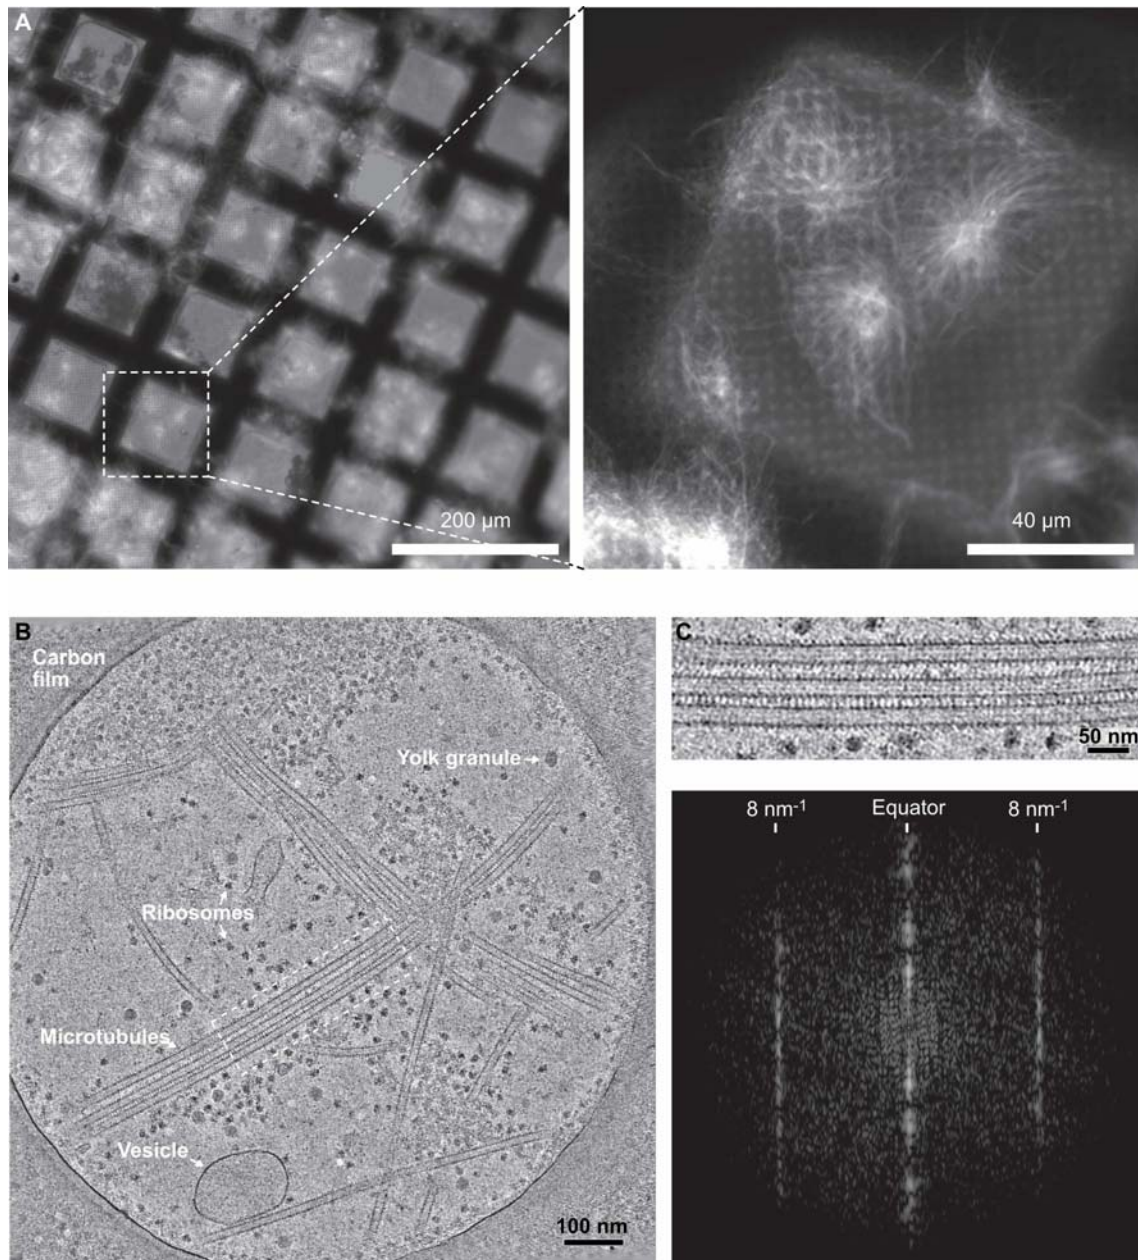 A
200 µm
40 µm
B
Carbon
film
Yolk granule
Ribosomes
Microtubules
Vesicle
100 nm
C
50 nm
8 nm⁻¹
Equator
8 nm⁻¹